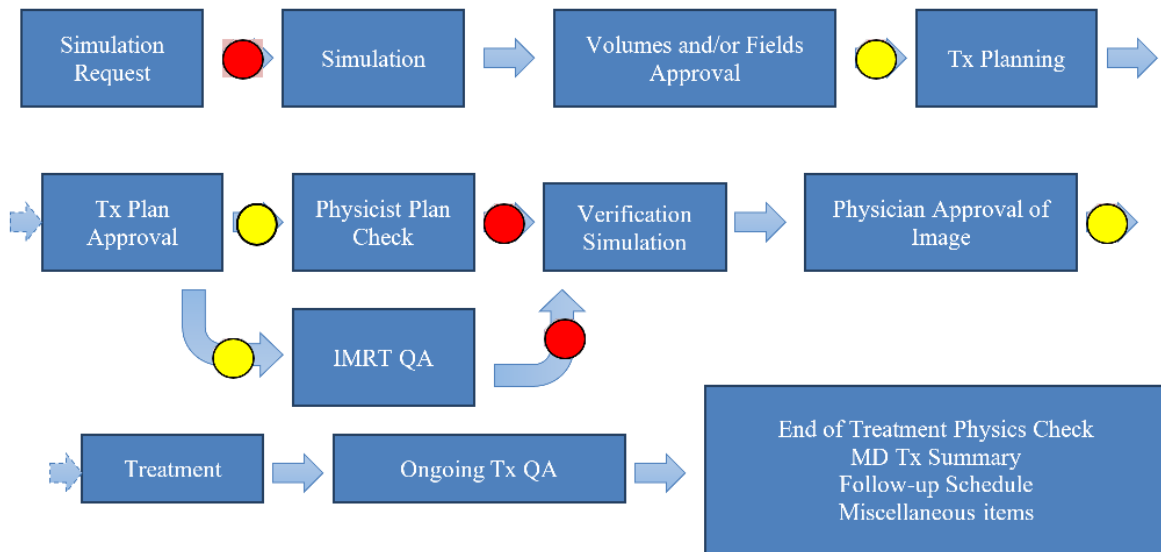 Simulation
Request
Simulation
Volumes and/or Fields
Approval
Tx Planning
Tx Plan
Approval
Physicist Plan
Check
Verification
Simulation
Physician Approval of
Image
IMRT QA
Treatment
Ongoing Tx QA
End of Treatment Physics Check
MD Tx Summary
Follow-up Schedule
Miscellaneous items